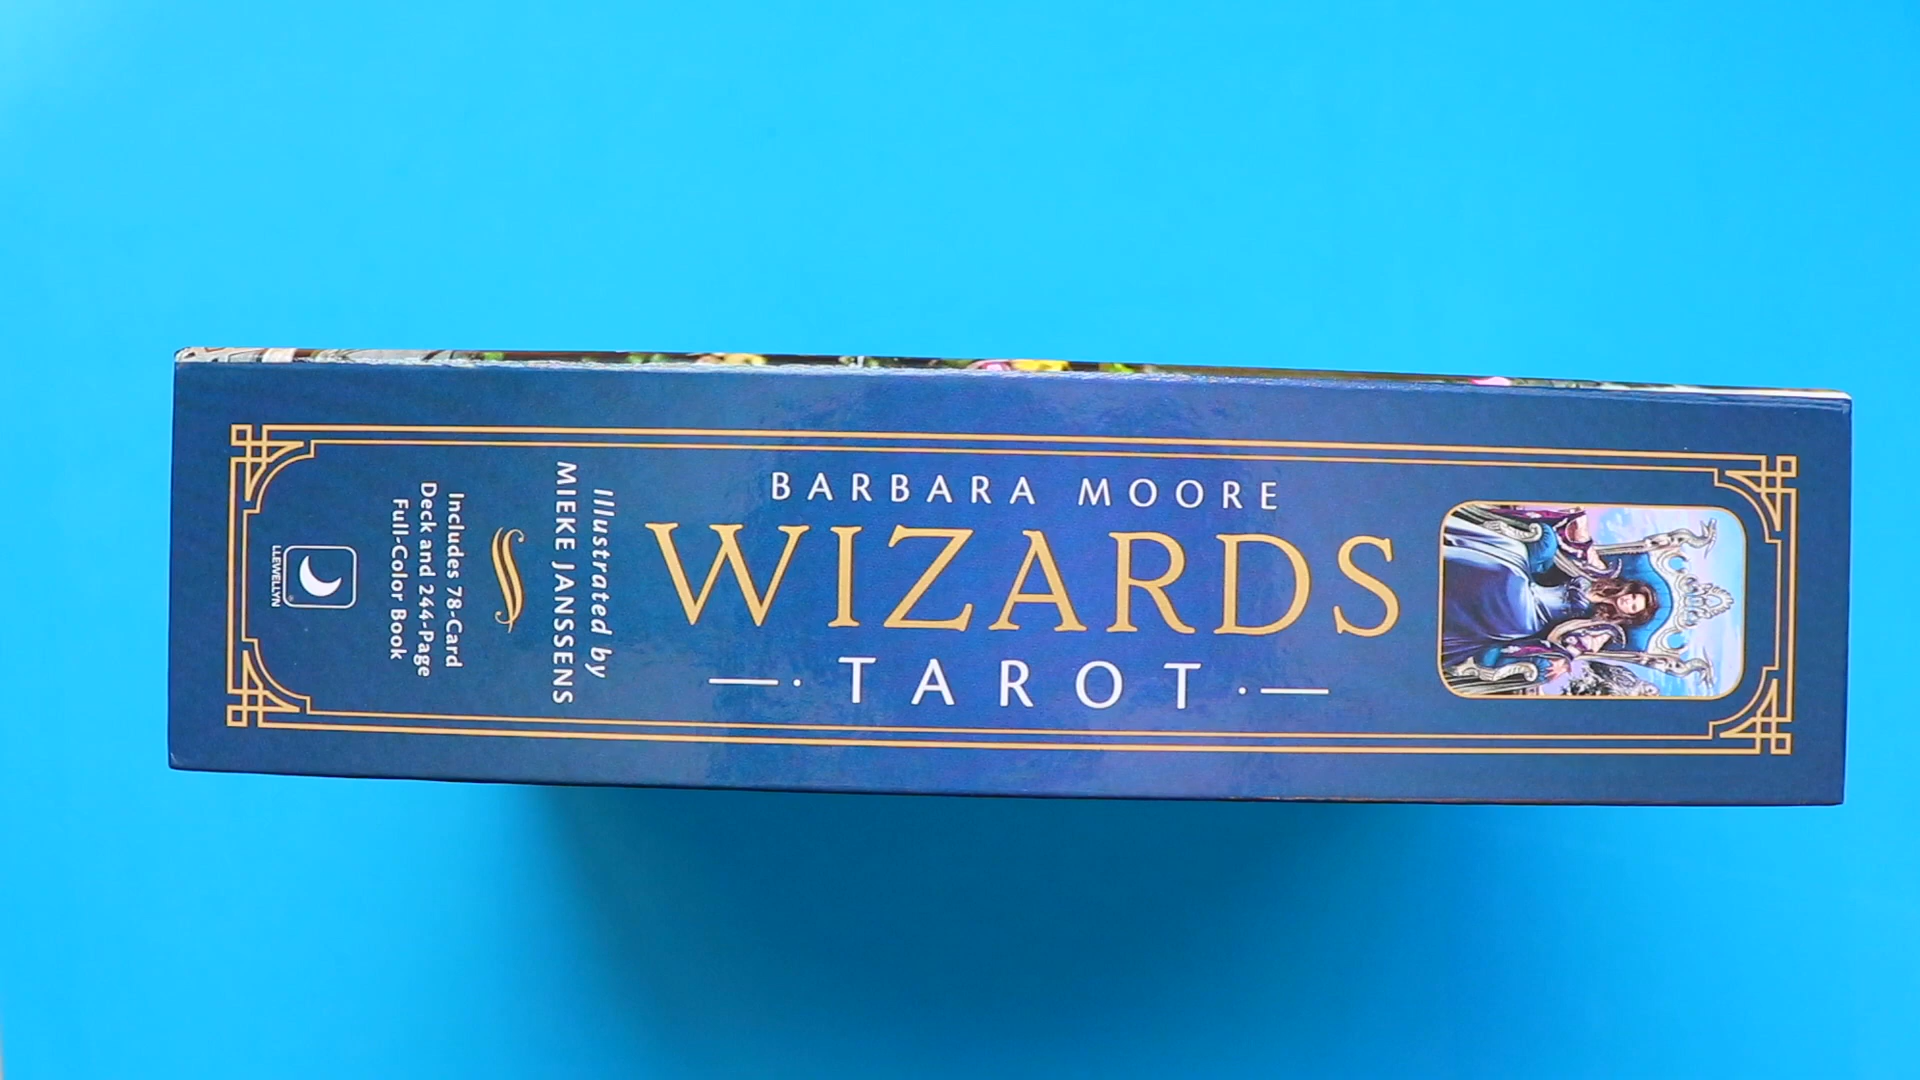 BARBARA MOORE
WIZARDS
TAROT
Illustrated by
MIEKE JANSSENS
Includes 78-Card
Deck and 244-Page
Full-Color Book
LLEWELLYN